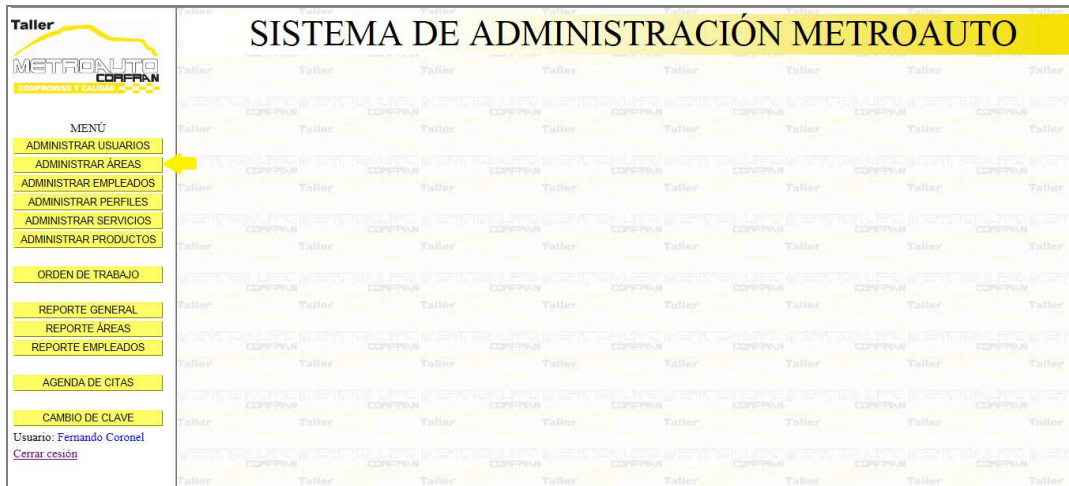 Taller
METROAUTO
CORFRAN
COMPROMISO Y CALIDAD
SISTEMA DE ADMINISTRACIÓN METROAUTO
MENÚ
ADMINISTRAR USUARIOS
ADMINISTRAR ÁREAS
ADMINISTRAR EMPLEADOS
ADMINISTRAR PERFILES
ADMINISTRAR SERVICIOS
ADMINISTRAR PRODUCTOS
ORDEN DE TRABAJO
REPORTE GENERAL
REPORTE ÁREAS
REPORTE EMPLEADOS
AGENDA DE CITAS
CAMBIO DE CLAVE
Usuario: Fernando Coronel
Cerrar cesión